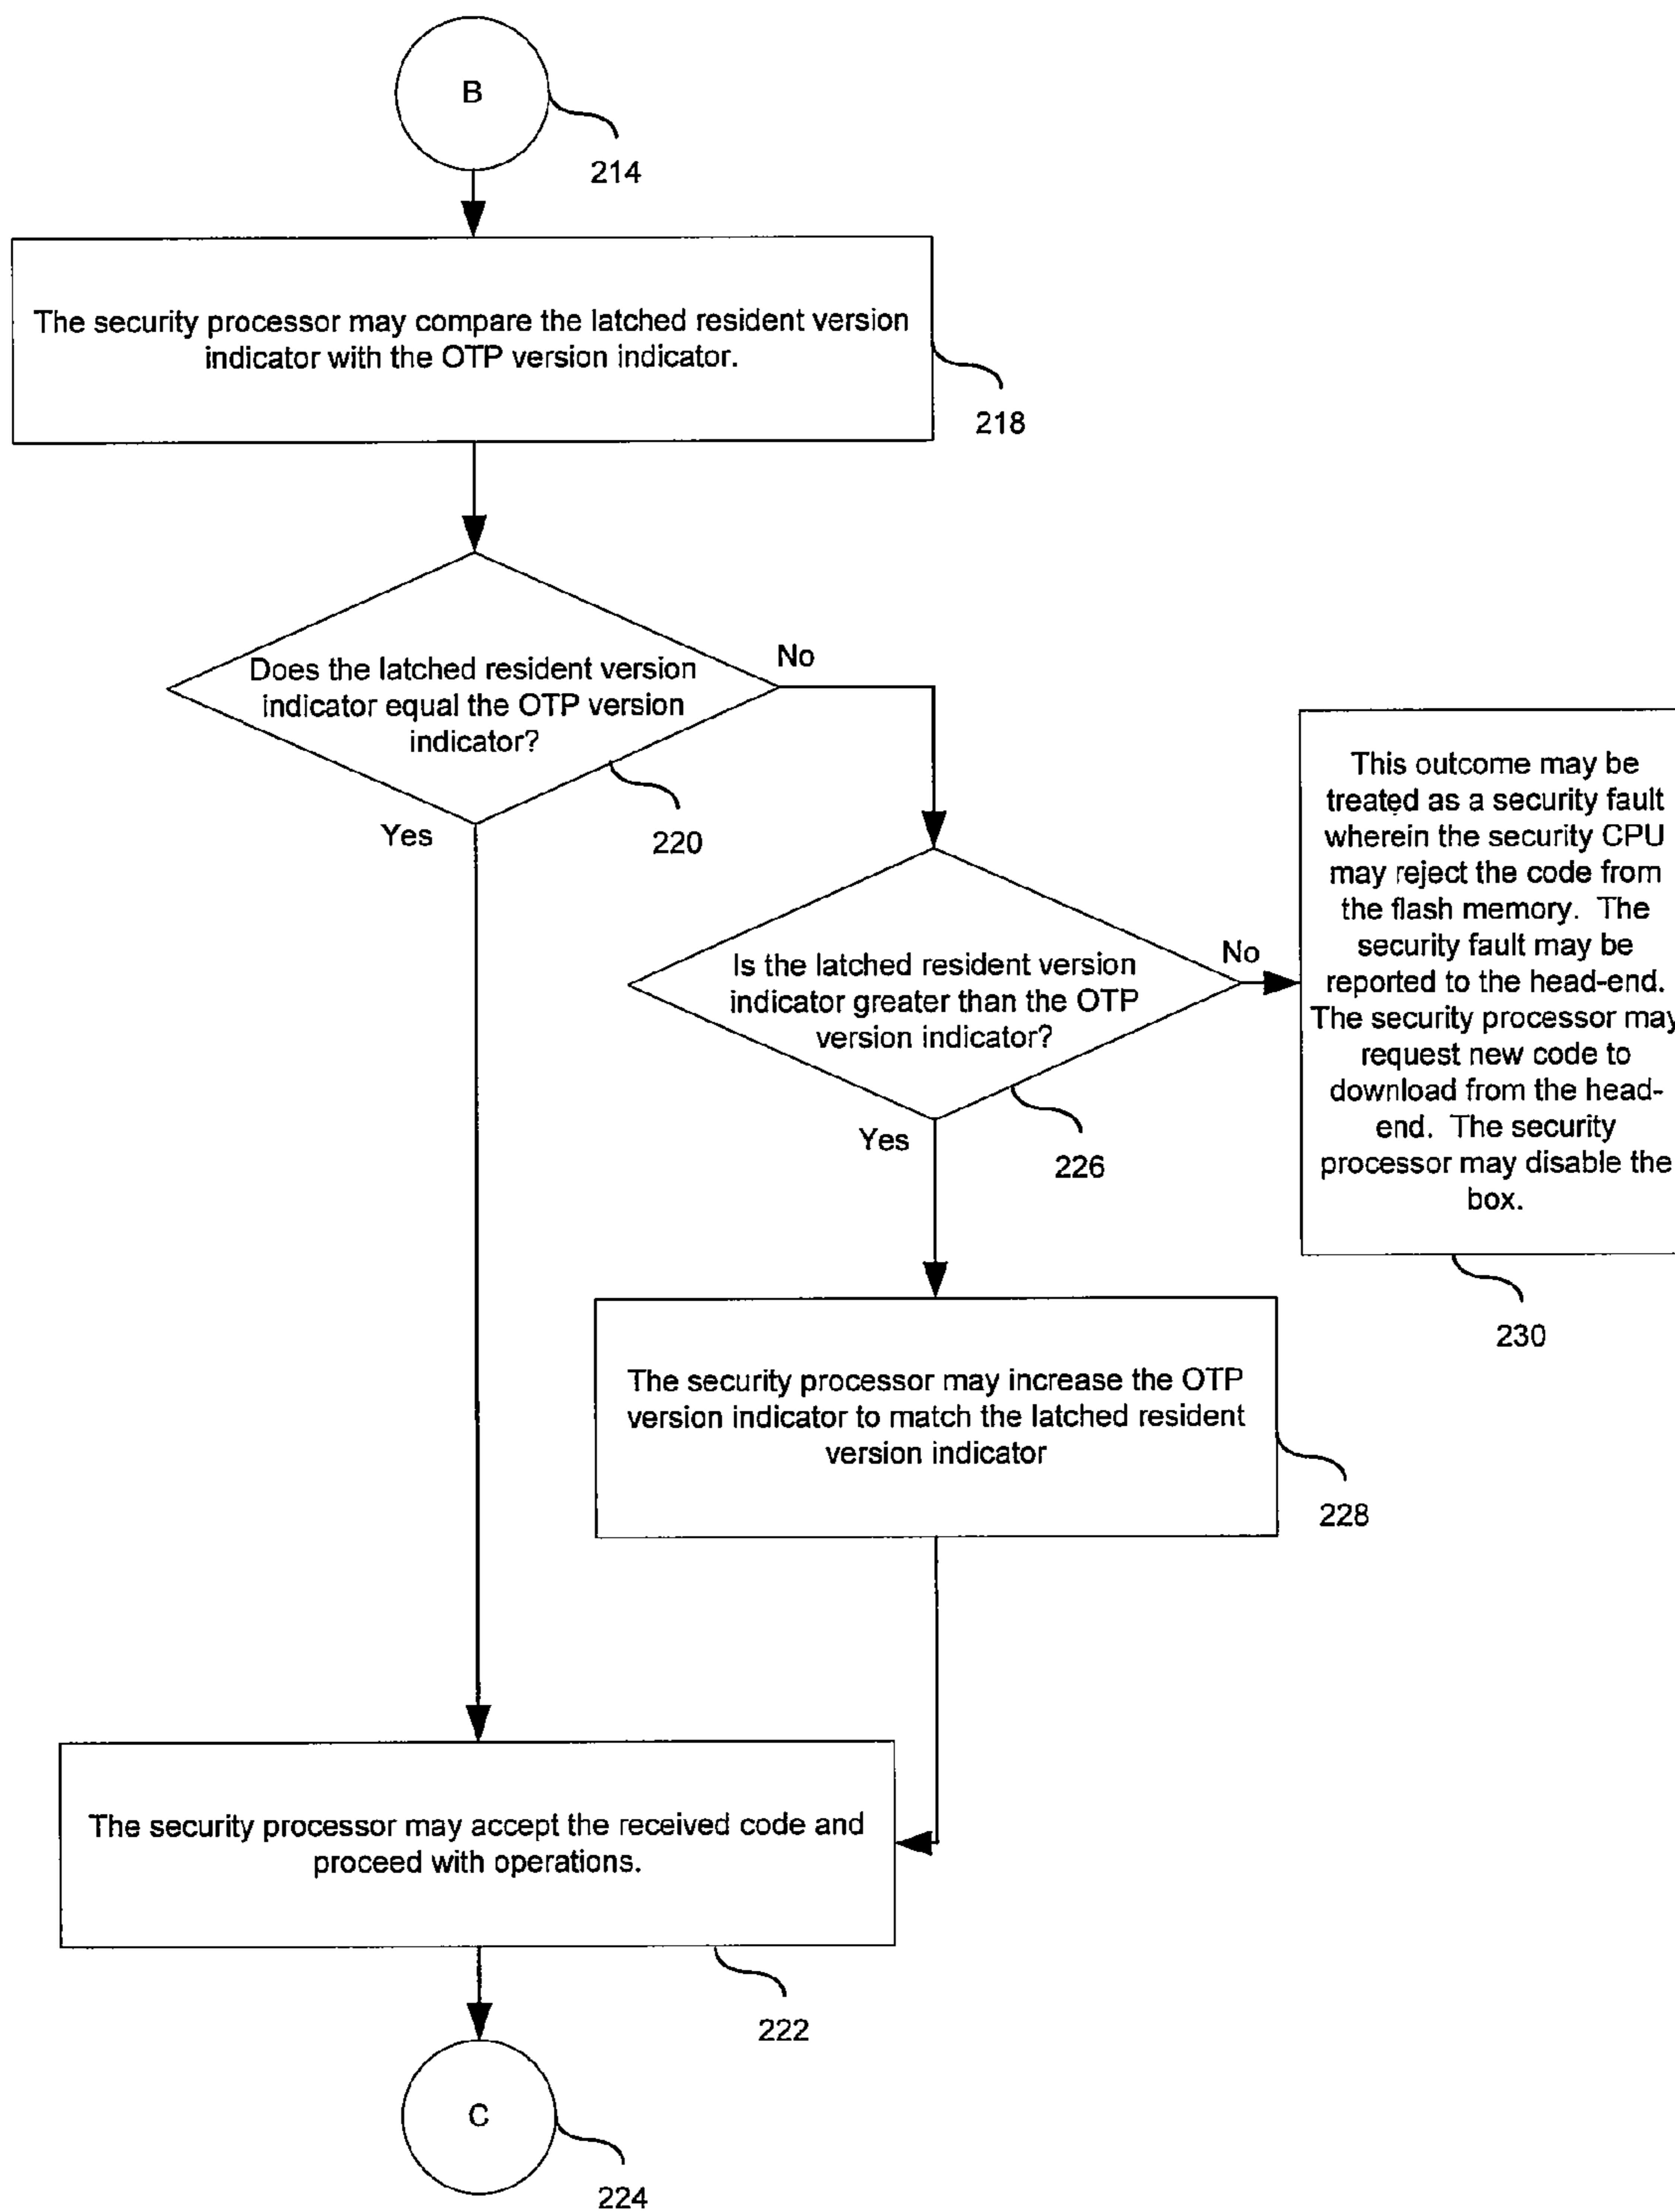 B
214
The security processor may compare the latched resident version
indicator with the OTP version indicator.
218
Does the latched resident version
indicator equal the OTP version
indicator?
No
Yes
220
Is the latched resident version
indicator greater than the OTP
version indicator?
No
Yes
226
This outcome may be
treated as a security fault
wherein the security CPU
may reject the code from
the flash memory. The
security fault may be
reported to the head-end.
The security processor may
request new code to
download from the head-
end. The security
processor may disable the
box.
230
The security processor may increase the OTP
version indicator to match the latched resident
version indicator
228
The security processor may accept the received code and
proceed with operations.
222
C
224